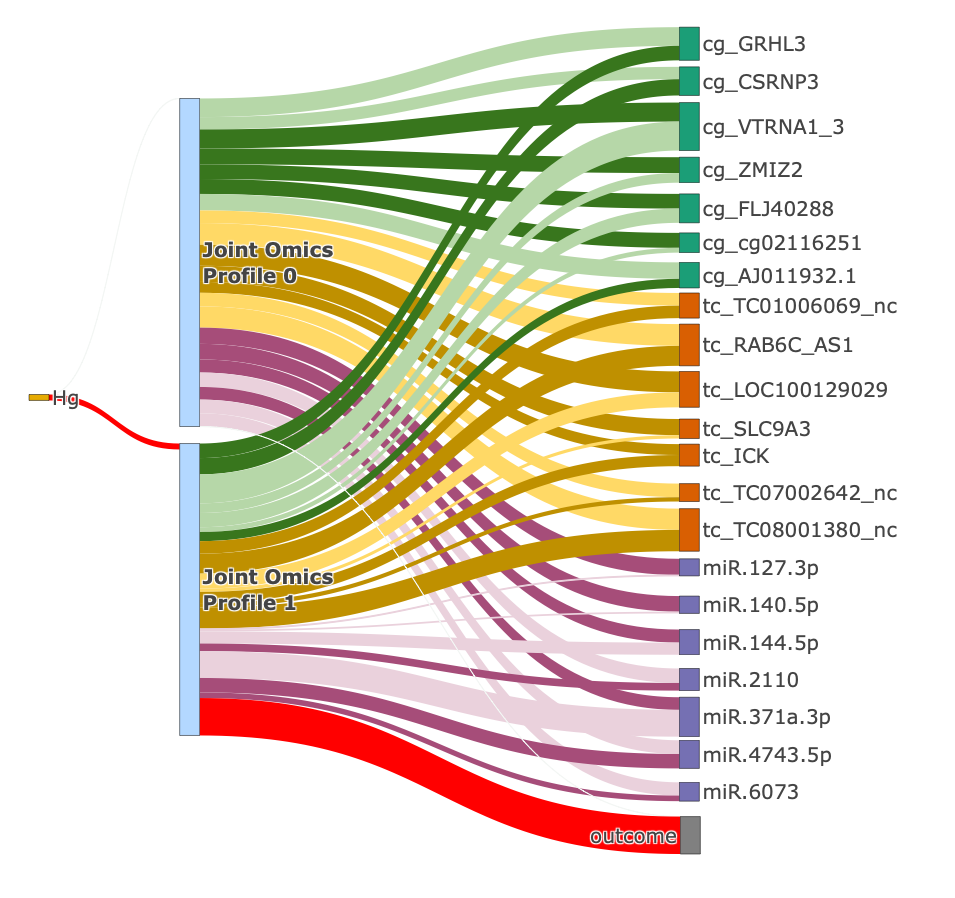 Hg
Joint Omics
Profile 0
Joint Omics
Profile 1
cg_GRHL3
cg_CSRNP3
cg_VTRNA1_3
cg_ZMIZ2
cg_FLJ40288
cg_cg02116251
cg_AJ011932.1
tc_TC01006069_nc
tc_RAB6C_AS1
tc_LOC100129029
tc_SLC9A3
tc_ICK
tc_TC07002642_nc
tc_TC08001380_nc
miR.127.3p
miR.140.5p
miR.144.5p
miR.2110
miR.371a.3p
miR.4743.5p
miR.6073
outcome